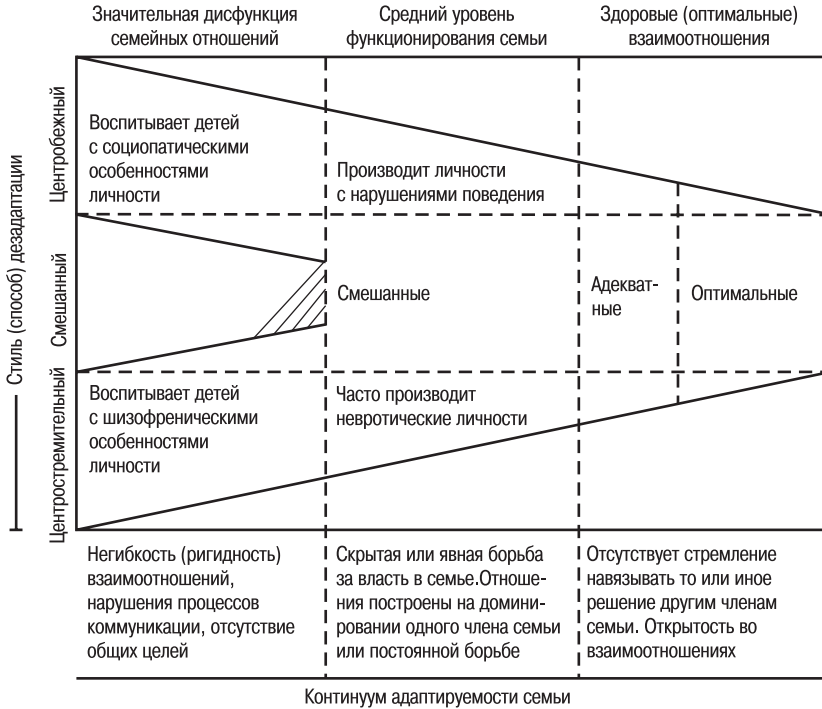 Значительная дисфункция
семейных отношений
Средний уровень
функционирования семьи
Здоровые (оптимальные)
взаимоотношения
Стиль (способ) дезадаптации
Центробежный
Воспитывает детей
с социопатическими
особенностями
личности
Производит личности
с нарушениями поведения
Смешанный
Смешанные
Адекват-
ные
Оптимальные
Центростремительный
Воспитывает детей
с шизофреническими
особенностями
личности
Часто производит
невротические личности
Негибкость (ригидность)
взаимоотношений,
нарушения процессов
коммуникации, отсутствие
общих целей
Скрытая или явная борьба
за власть в семье.Отноше-
ния построены на домини-
ровании одного члена семьи
или постоянной борьбе
Отсутствует стремление
навязывать то или иное
решение другим членам
семьи. Открытость во
взаимоотношениях
Континуум адаптируемости семьи